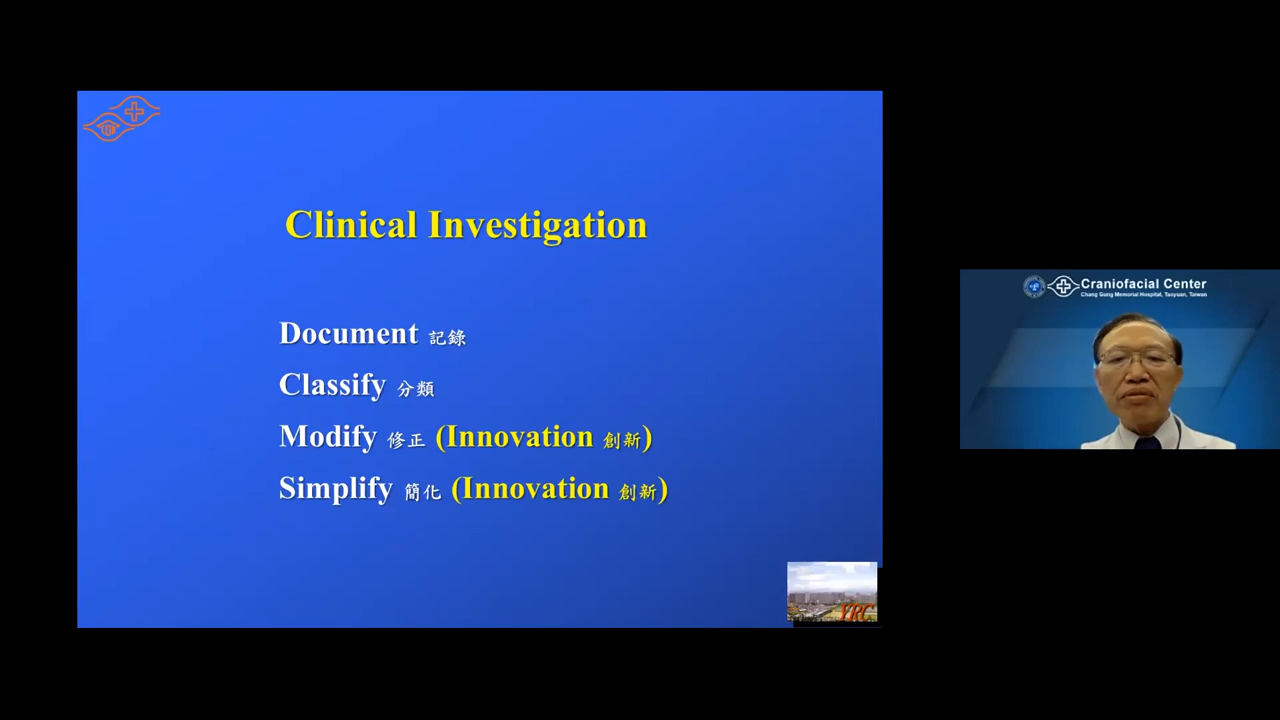 Clinical Investigation
Document 記錄
Classify 分類
Modify 修正 (Innovation 創新)
Simplify 簡化 (Innovation 創新)
YRC
Craniofacial Center
Chang Gung Memorial Hospital, Taoyuan, Taiwan